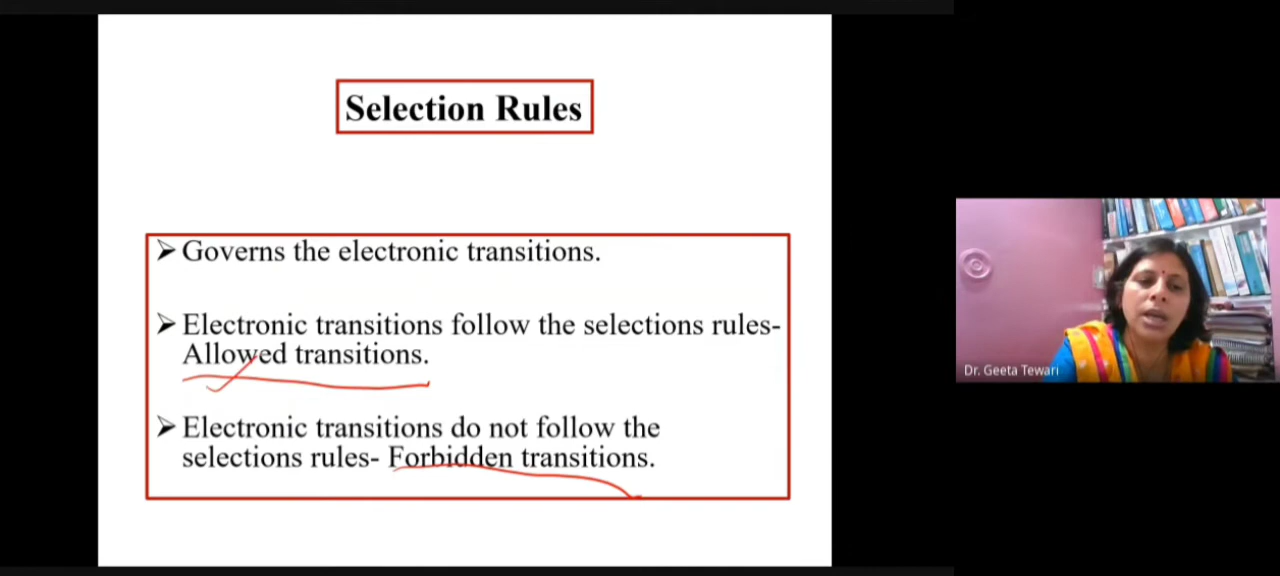 Selection Rules
➢ Governs the electronic transitions.
➢ Electronic transitions follow the selections rules-
Allowed transitions.
➢ Electronic transitions do not follow the
selections rules- Forbidden transitions.
Dr. Geeta Tewari